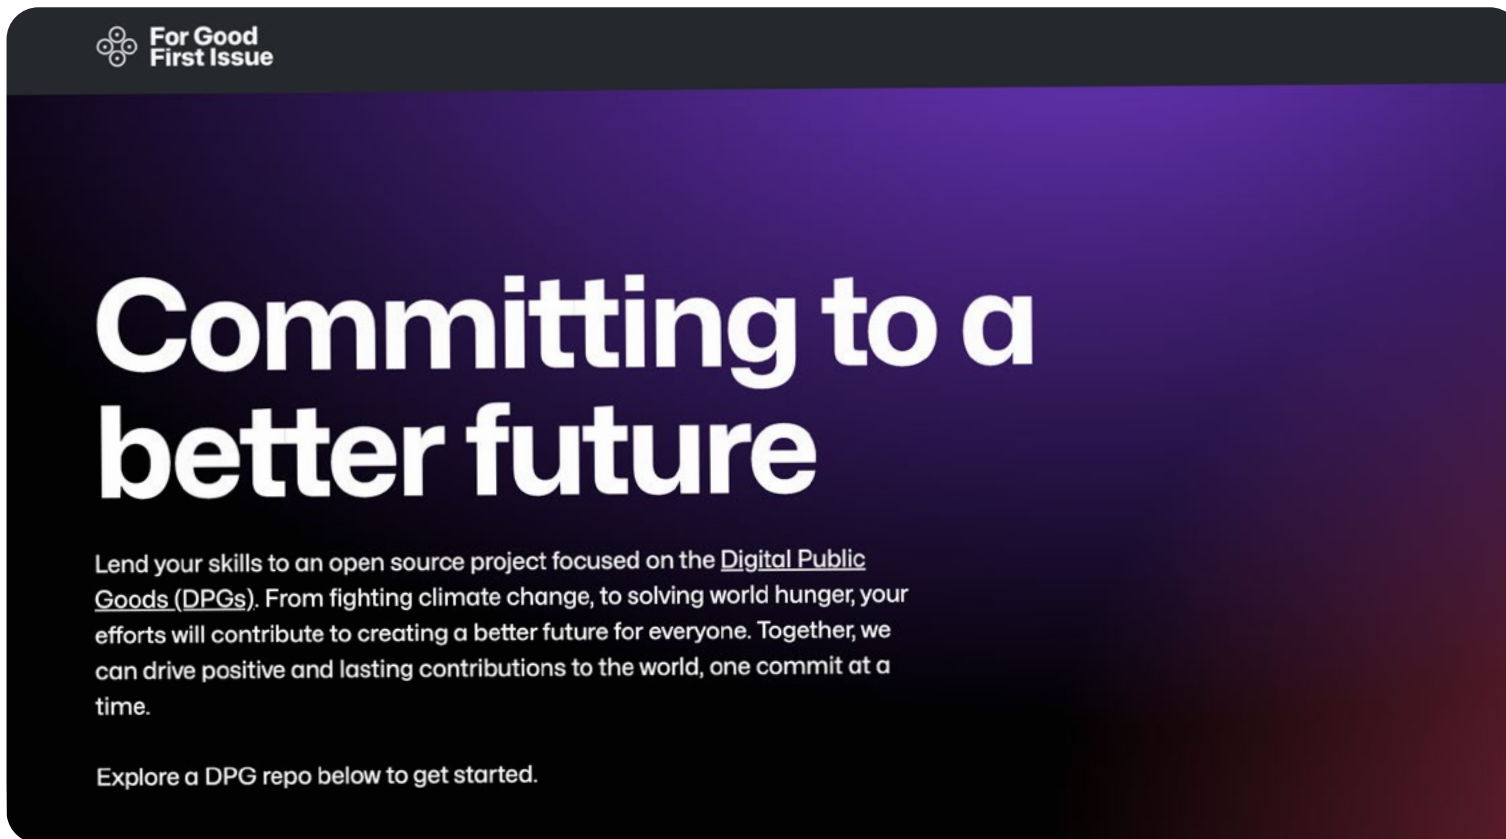 For Good
First Issue
Committing to a
better future
Lend your skills to an open source project focused on the Digital Public
Goods (DPGs). From fighting climate change, to solving world hunger, your
efforts will contribute to creating a better future for everyone. Together, we
can drive positive and lasting contributions to the world, one commit at a
time.
Explore a DPG repo below to get started.